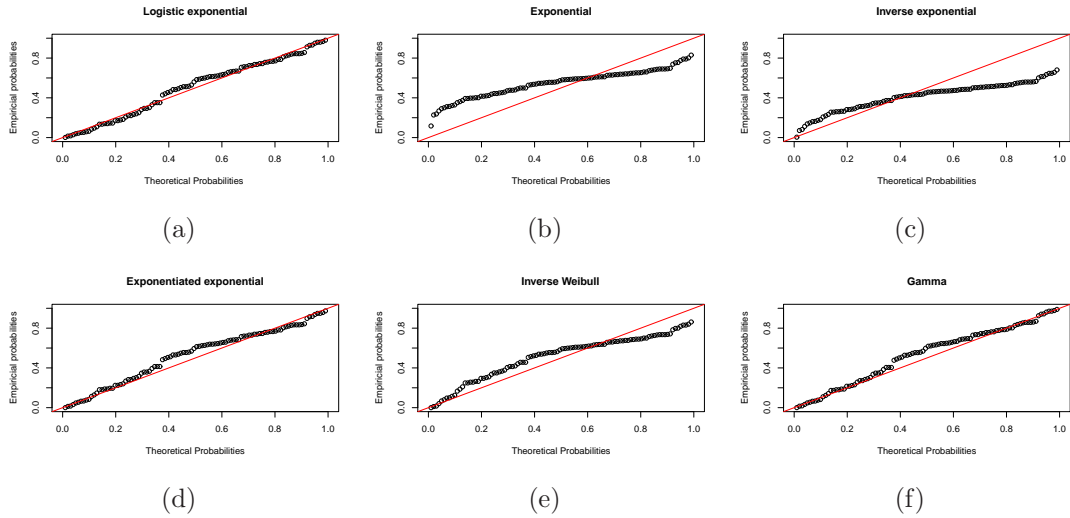 Logistic exponential
Empiricial probabilities
0.8
0.4
0.0
0.0 0.2 0.4 0.6 0.8 1.0
Theoretical Probabilities
(a)
Exponential
Empiricial probabilities
0.8
0.4
0.0
0.0 0.2 0.4 0.6 0.8 1.0
Theoretical Probabilities
(b)
Inverse exponential
Empiricial probabilities
0.8
0.4
0.0
0.0 0.2 0.4 0.6 0.8 1.0
Theoretical Probabilities
(c)
Exponentiated exponential
Empiricial probabilities
0.8
0.4
0.0
0.0 0.2 0.4 0.6 0.8 1.0
Theoretical Probabilities
(d)
Inverse Weibull
Empiricial probabilities
0.8
0.4
0.0
0.0 0.2 0.4 0.6 0.8 1.0
Theoretical Probabilities
(e)
Gamma
Empiricial probabilities
0.8
0.4
0.0
0.0 0.2 0.4 0.6 0.8 1.0
Theoretical Probabilities
(f)